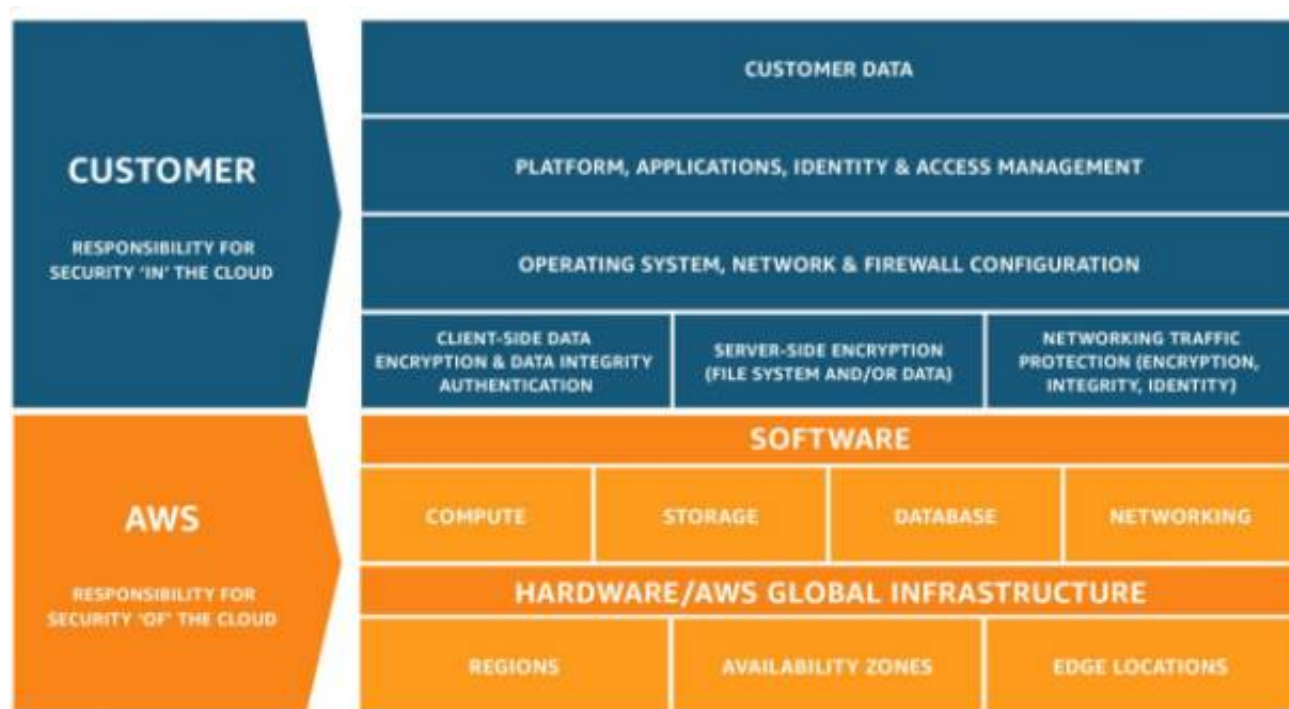 CUSTOMER
RESPONSIBILITY FOR
SECURITY ‘IN’ THE CLOUD
CUSTOMER DATA
PLATFORM, APPLICATIONS, IDENTITY & ACCESS MANAGEMENT
OPERATING SYSTEM, NETWORK & FIREWALL CONFIGURATION
CLIENT-SIDE DATA
ENCRYPTION & DATA INTEGRITY
AUTHENTICATION
SERVER-SIDE ENCRYPTION
(FILE SYSTEM AND/OR DATA)
NETWORKING TRAFFIC
PROTECTION (ENCRYPTION,
INTEGRITY, IDENTITY)
AWS
RESPONSIBILITY FOR
SECURITY ‘OF’ THE CLOUD
SOFTWARE
COMPUTE
STORAGE
DATABASE
NETWORKING
HARDWARE/AWS GLOBAL INFRASTRUCTURE
REGIONS
AVAILABILITY ZONES
EDGE LOCATIONS